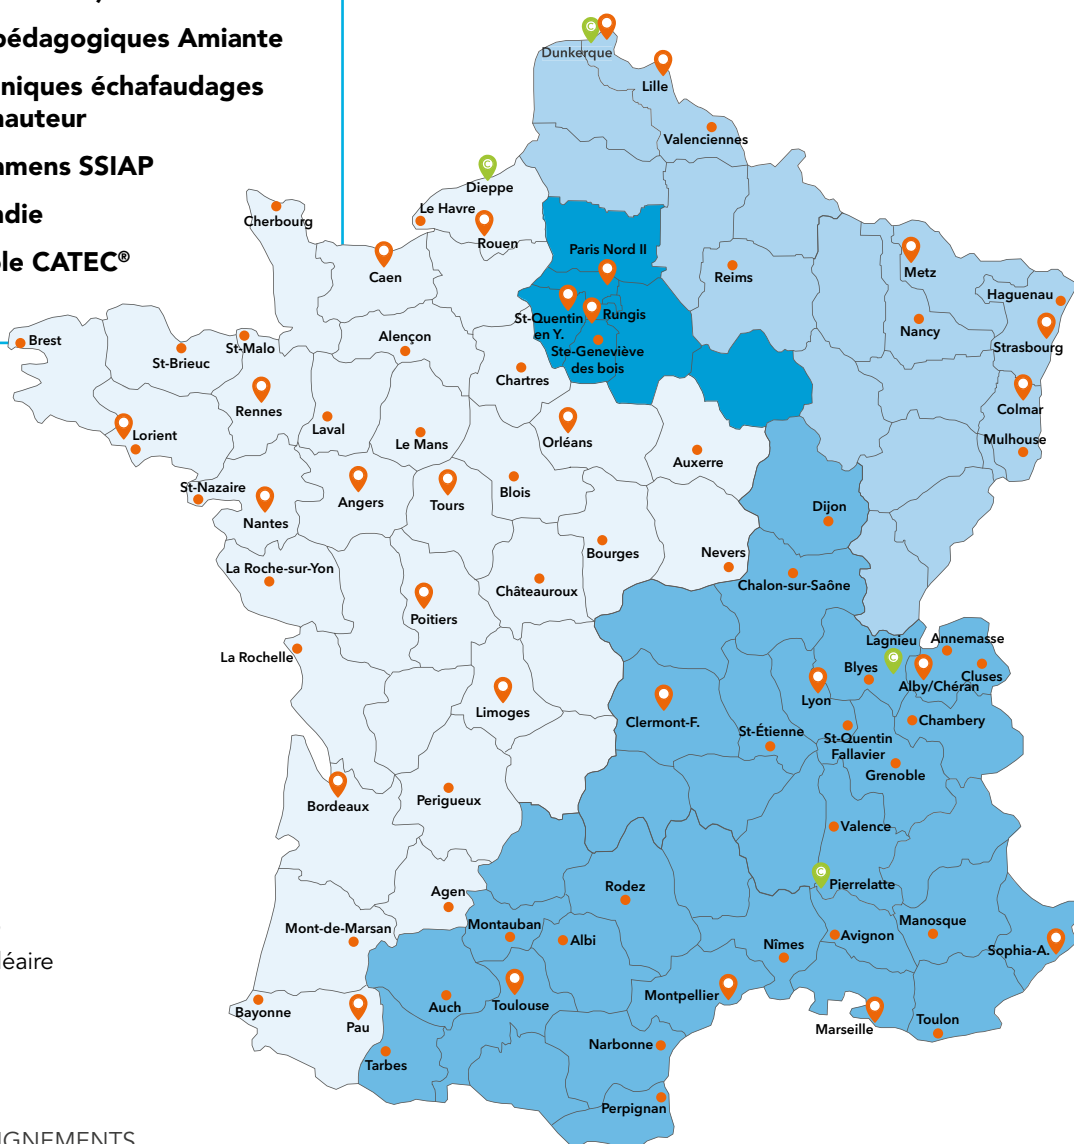 pédagogiques Amiante
niques échafaudages
hauteur
amens SSIAP
ndie
le CATEC®
Dunkerque
Lille
Valenciennes
Dieppe
Le Havre
Rouen
Cherbourg
Caen
Paris Nord II
Reims
Metz
Haguenau
Nancy
Strasbourg
St-Quentin
en Y.
Rungis
Ste-Geneviève
des bois
Brest
St-Brieuc
St-Malo
Alençon
Chartres
Rennes
Laval
Le Mans
Orléans
Colmar
Mulhouse
Lorient
Auxerre
St-Nazaire
Nantes
Angers
Tours
Blois
Dijon
Bourges
Nevers
Chalon-sur-Saône
La Roche-sur-Yon
Châteauroux
Poitiers
La Rochelle
Lagnieu
Annemasse
Blyes
Cluses
Alby/Chéran
Lyon
Limoges
Clermont-F.
Chambery
St-Étienne
St-Quentin
Fallavier
Grenoble
Bordeaux
Perigueux
Valence
Pierrelatte
Agen
Rodez
Mont-de-Marsan
Montauban
Albi
Avignon
Manosque
Nîmes
Sophia-A.
léaire
Bayonne
Pau
Auch
Toulouse
Montpellier
Marseille
Toulon
Tarbes
Narbonne
Perpignan
IGNEMENTS